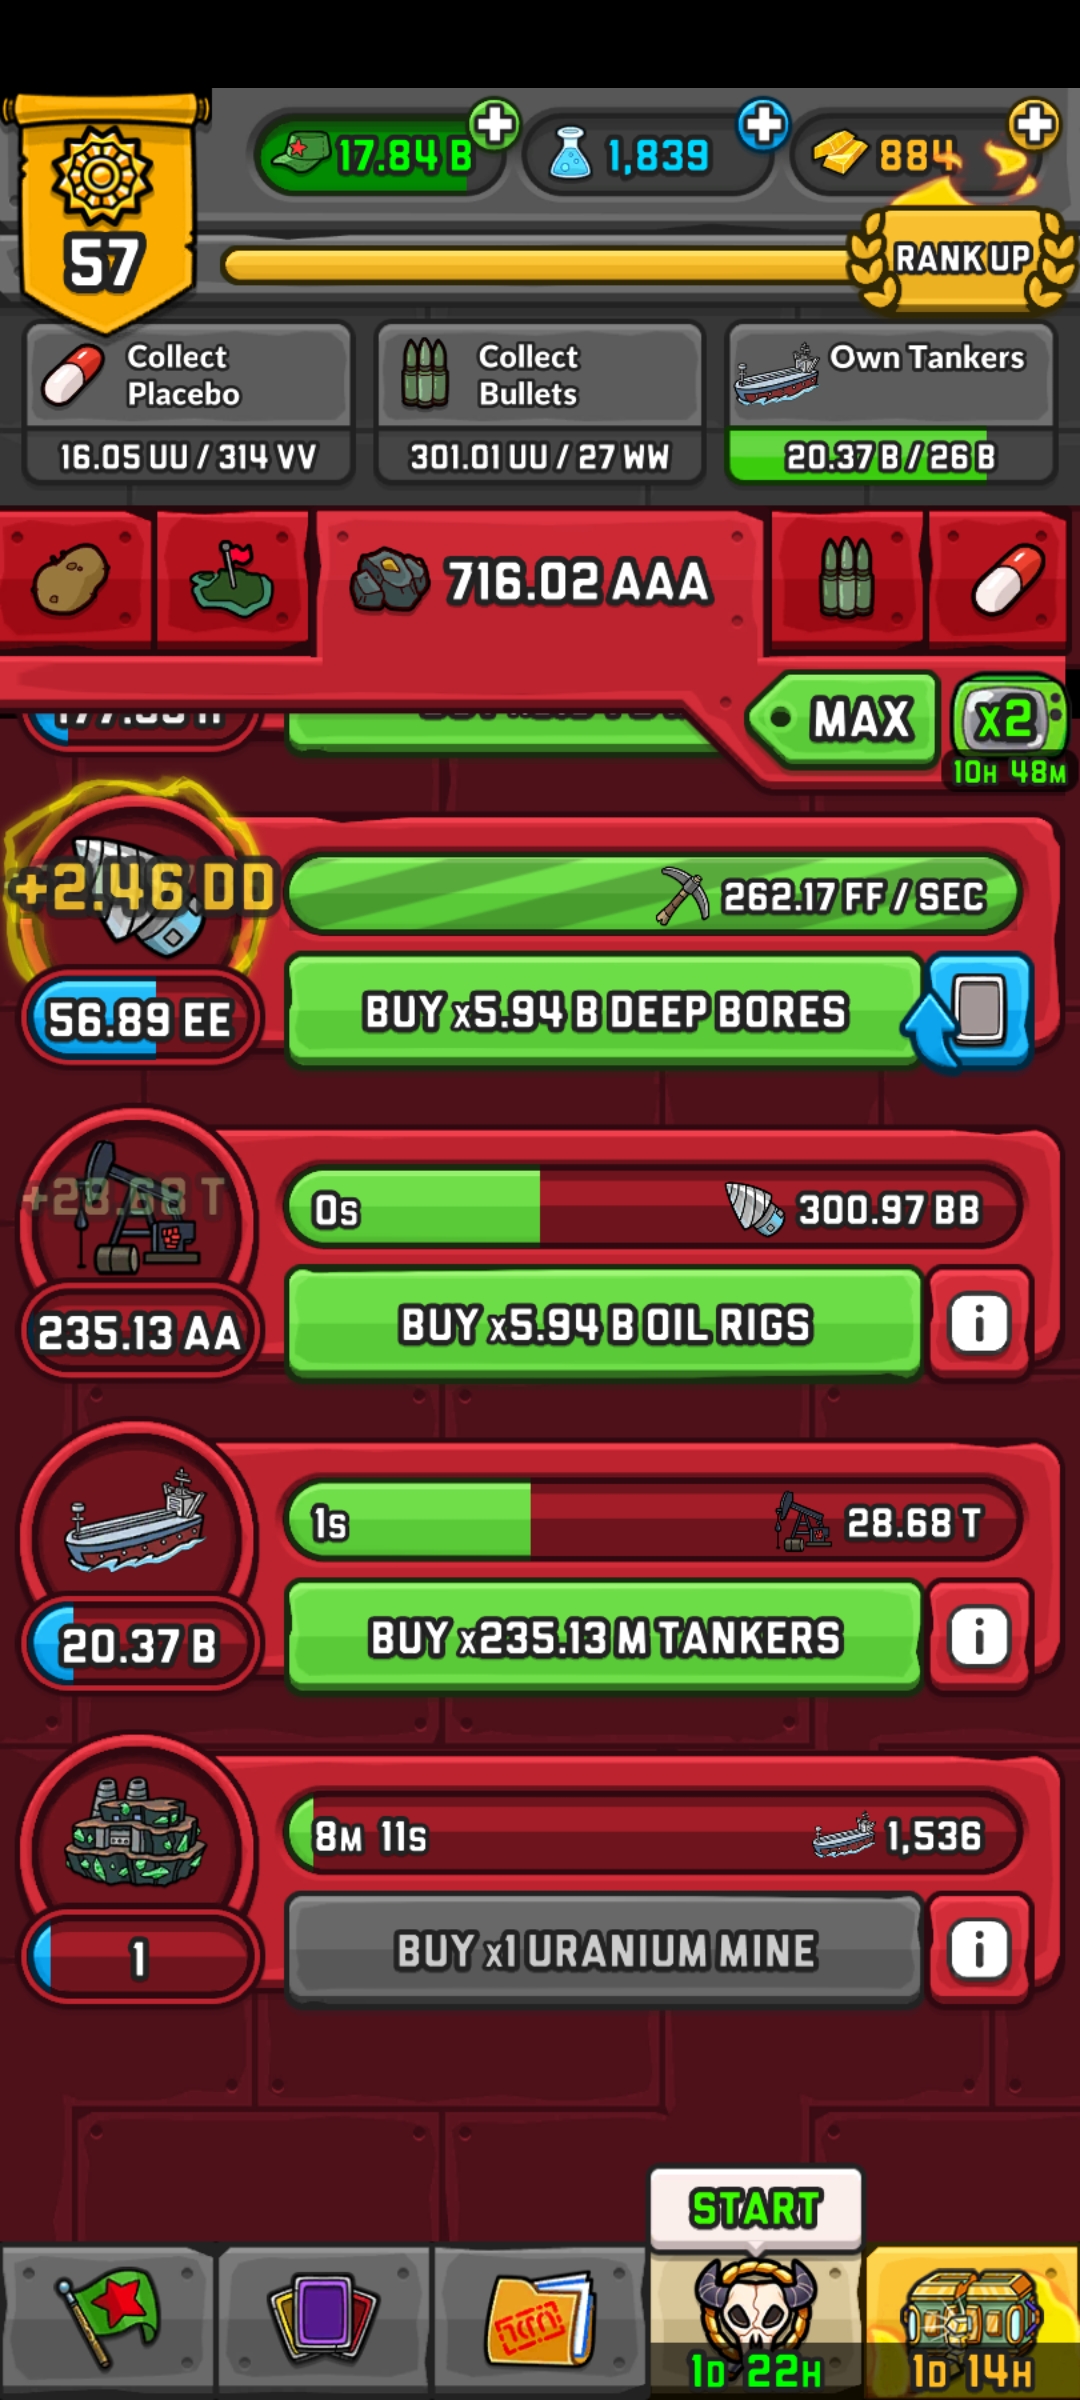 17.84 B
1,839
884
57
RANK UP
Collect Placebo
16.05 UU / 314 VV
Collect Bullets
301.01 UU / 27 WW
Own Tankers
20.37 B / 26 B
716.02 AAA
MAX
x2
10H 48M
+2.46 DD
262.17 FF / SEC
56.89 EE
BUY x5.94 B DEEP BORES
+28.68 T
0s
300.97 BB
235.13 AA
BUY x5.94 B OIL RIGS
i
1s
28.68 T
20.37 B
BUY x235.13 M TANKERS
i
8M 11s
1,536
1
BUY x1 URANIUM MINE
i
START
1D 22H
1D 14H